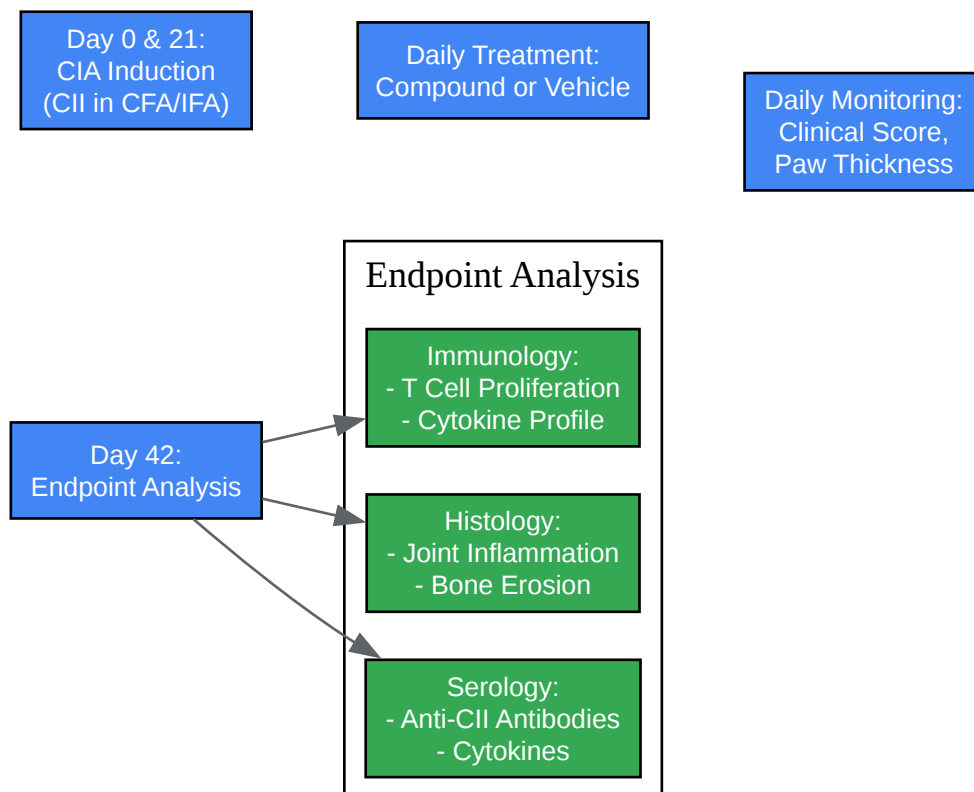 Day 0 & 21:
CIA Induction
(CII in CFA/IFA)
Daily Treatment:
Compound or Vehicle
Daily Monitoring:
Clinical Score,
Paw Thickness
Endpoint Analysis
Immunology:
- T Cell Proliferation
- Cytokine Profile
Day 42:
Endpoint Analysis
Histology:
- Joint Inflammation
- Bone Erosion
Serology:
- Anti-CII Antibodies
- Cytokines